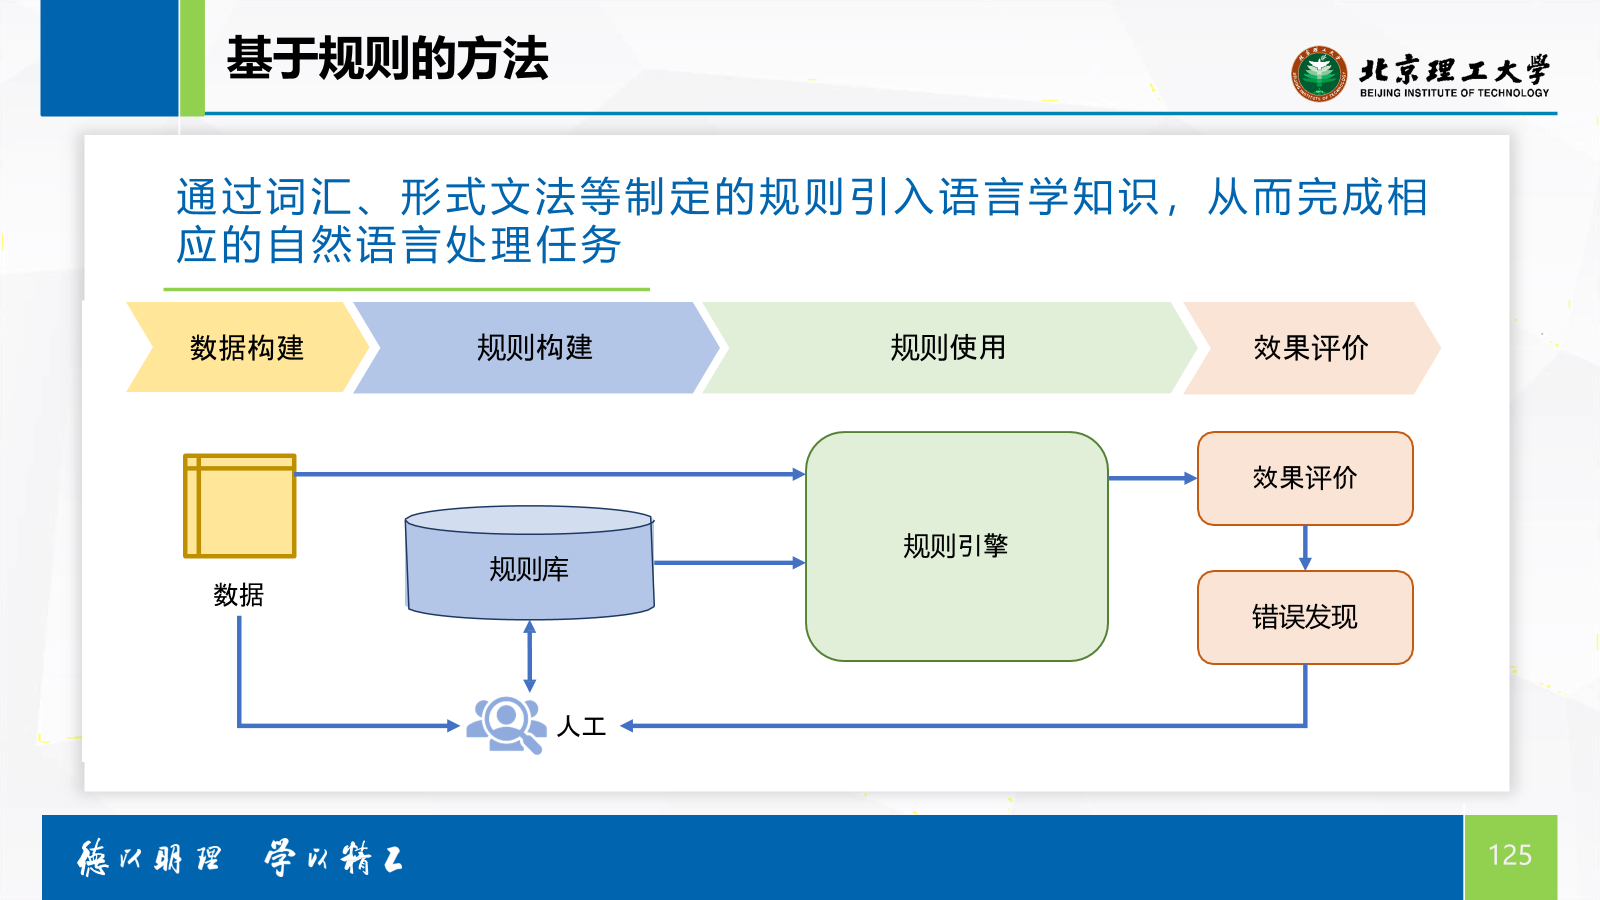 基于规则的方法
北京理工大学
BEIJING INSTITUTE OF TECHNOLOGY
通过词汇、形式文法等制定的规则引入语言学知识，从而完成相
应的自然语言处理任务
数据构建
规则构建
规则使用
效果评价
数据
规则库
规则引擎
效果评价
错误发现
人工
德以明理 学以精工
125